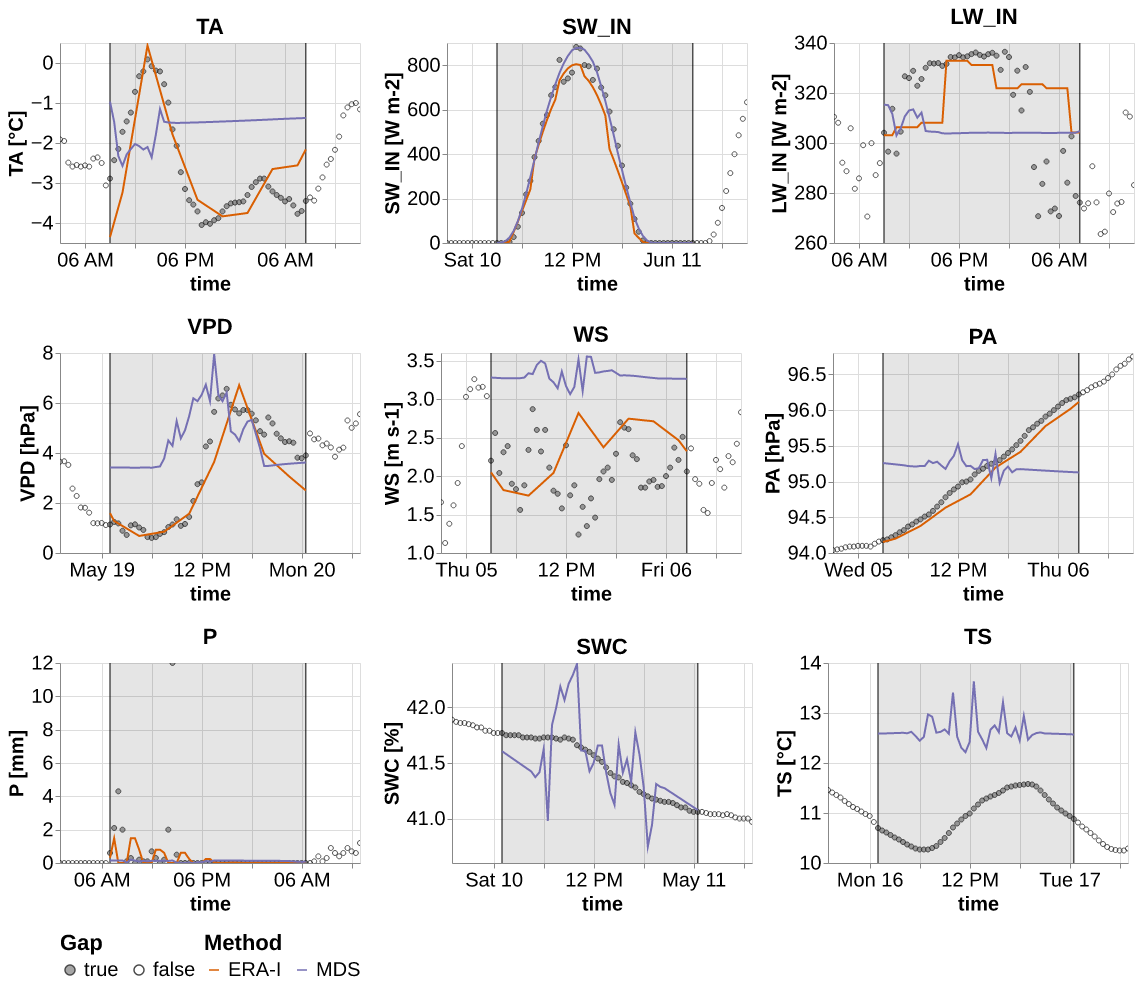 TA
SW_IN
LW_IN
TA [°C]
0
−1
−2
−3
−4
06 AM
06 PM
06 AM
time
SW_IN [W m-2]
800
600
400
200
0
Sat 10
12 PM
Jun 11
time
LW_IN [W m-2]
340
320
300
280
260
06 AM
06 PM
06 AM
time
VPD
WS
PA
VPD [hPa]
8
6
4
2
0
May 19
12 PM
Mon 20
time
WS [m s-1]
3.5
3.0
2.5
2.0
1.5
1.0
Thu 05
12 PM
Fri 06
time
PA [hPa]
96.5
96.0
95.5
95.0
94.5
94.0
Wed 05
12 PM
Thu 06
time
P
SWC
TS
P [mm]
12
10
8
6
4
2
0
06 AM
06 PM
06 AM
time
SWC [%]
42.0
41.5
41.0
Sat 10
12 PM
May 11
time
TS [°C]
14
13
12
11
10
Mon 16
12 PM
Tue 17
time
Gap Method
true false ERA-I MDS